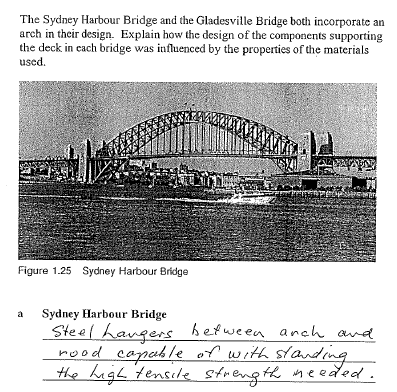 The Sydney Harbour Bridge and the Gladesville Bridge both incorporate an
arch in their design. Explain how the design of the components supporting
the deck in each bridge was influenced by the properties of the materials
used.
Figure 1.25 Sydney Harbour Bridge
a Sydney Harbour Bridge
Steel hangers between arch and
road capable of withstanding
the high tensile strength needed.